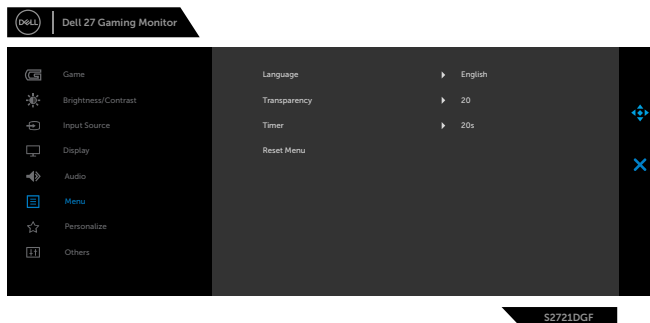 DELL
Dell 27 Gaming Monitor
Game
Language English
Brightness/Contrast
Transparency 20
Input Source
Timer 20s
Display
Reset Menu
Audio
Menu
Personalize
Others
S2721DGF